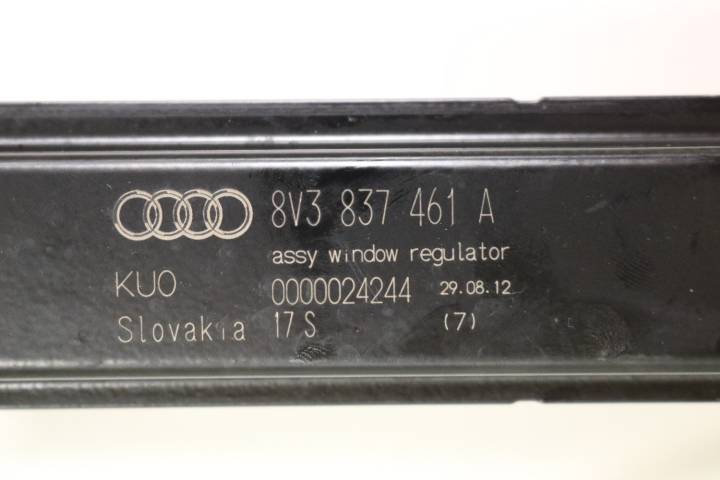 8V3 837 461 A
assy window regulator
KUO 0000024244 29.08.12
Slovakia 17 S (7)